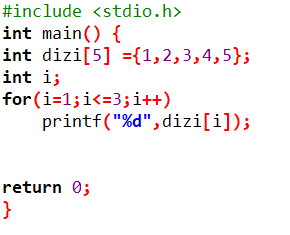 #include <stdio.h>
int main() {
int dizi[5] ={1,2,3,4,5};
int i;
for(i=1;i<=3;i++)
    printf("%d",dizi[i]);
return 0;
}